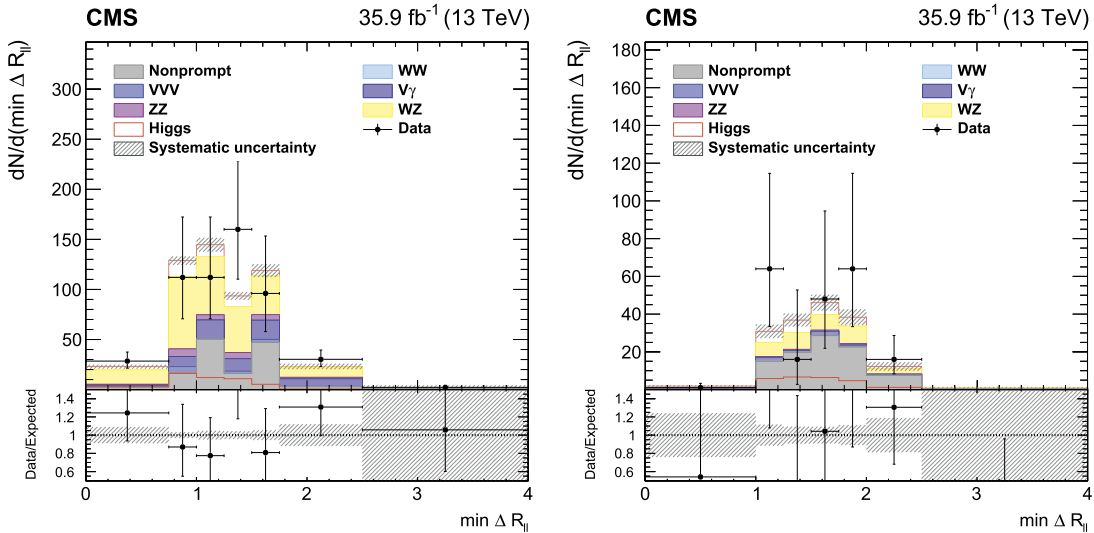 CMS 35.9 fb⁻¹ (13 TeV)
dN/d(min Δ R_ll)
300
250
200
150
100
50
Nonprompt
VVV
ZZ
Higgs
Systematic uncertainty
WW
Vγ
WZ
Data
Data/Expected
1.4
1.2
1
0.8
0.6
0 1 2 3 4
min Δ R_ll
CMS 35.9 fb⁻¹ (13 TeV)
dN/d(min Δ R_ll)
180
160
140
120
100
80
60
40
20
Nonprompt
VVV
ZZ
Higgs
Systematic uncertainty
WW
Vγ
WZ
Data
Data/Expected
1.4
1.2
1
0.8
0.6
0 1 2 3 4
min Δ R_ll